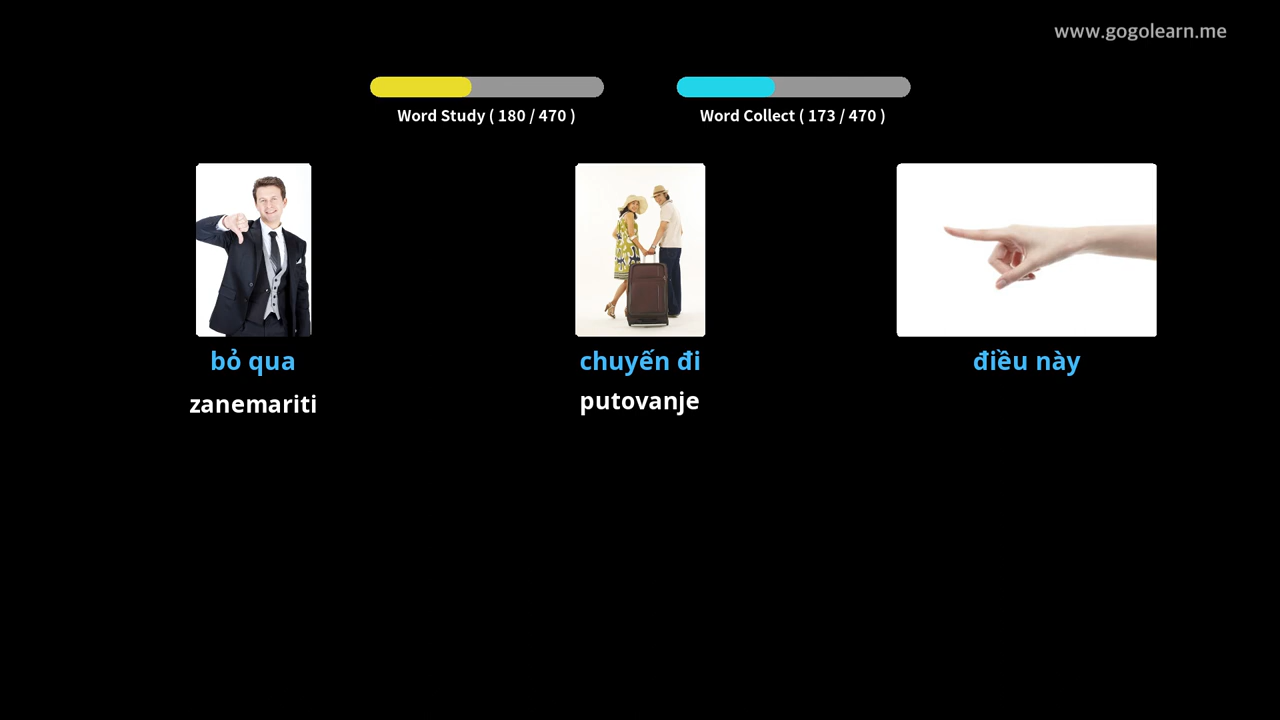 www.gogolearn.me
Word Study ( 180 / 470 )
Word Collect ( 173 / 470 )
bỏ qua
chuyến đi
điều này
zanemariti
putovanje